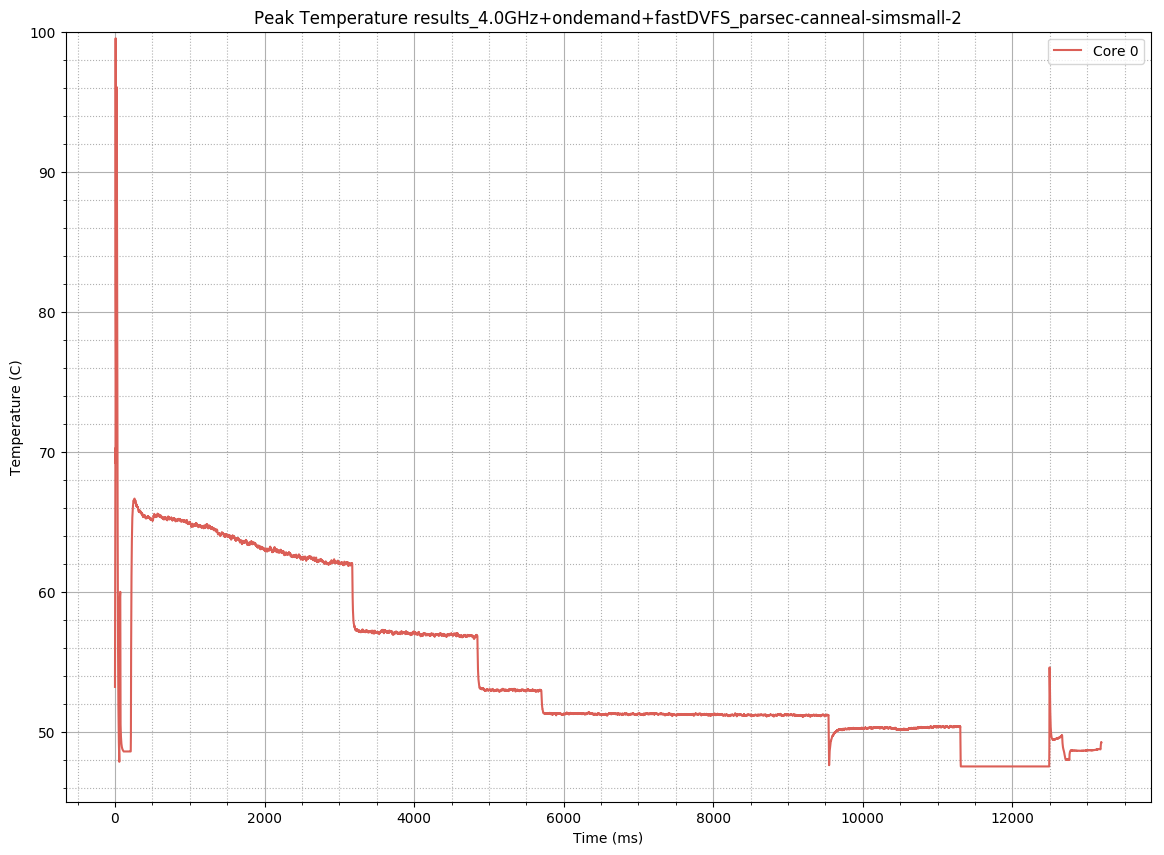 Peak Temperature results_4.0GHz+ondemand+fastDVFS_parsec-canneal-simsmall-2
Core 0
Temperature (C)
100
90
80
70
60
50
0 2000 4000 6000 8000 10000 12000
Time (ms)